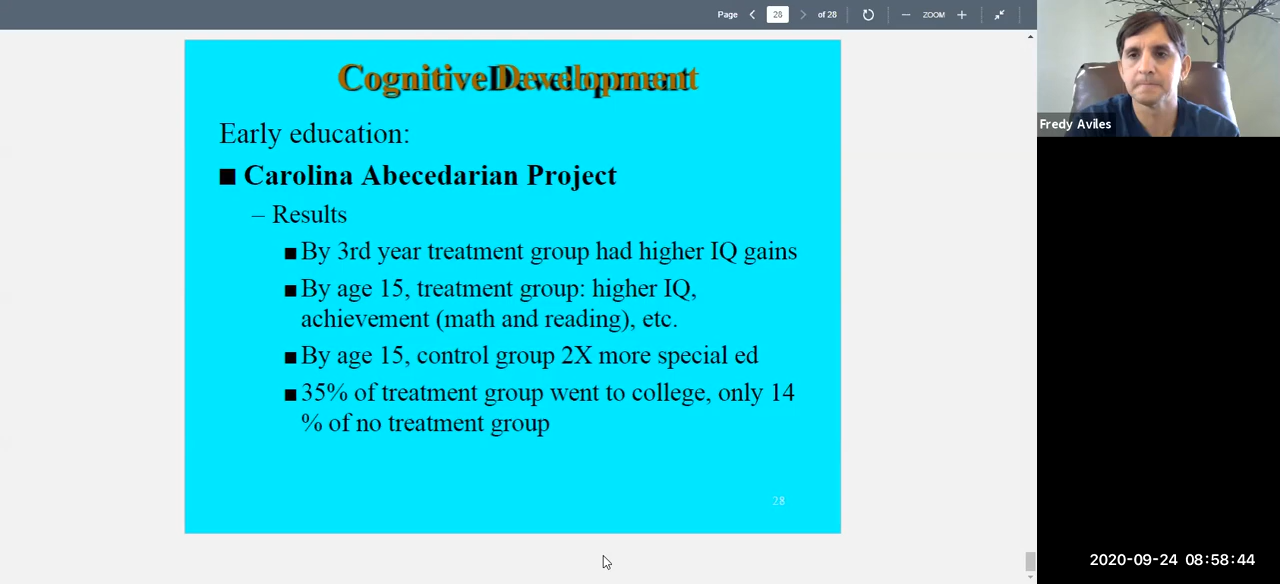 Page 28 of 28 ZOOM
Cognitive Development
Early education:
■ Carolina Abecedarian Project
– Results
■ By 3rd year treatment group had higher IQ gains
■ By age 15, treatment group: higher IQ,
achievement (math and reading), etc.
■ By age 15, control group 2X more special ed
■ 35% of treatment group went to college, only 14
% of no treatment group
28
Fredy Aviles
2020-09-24 08:58:44